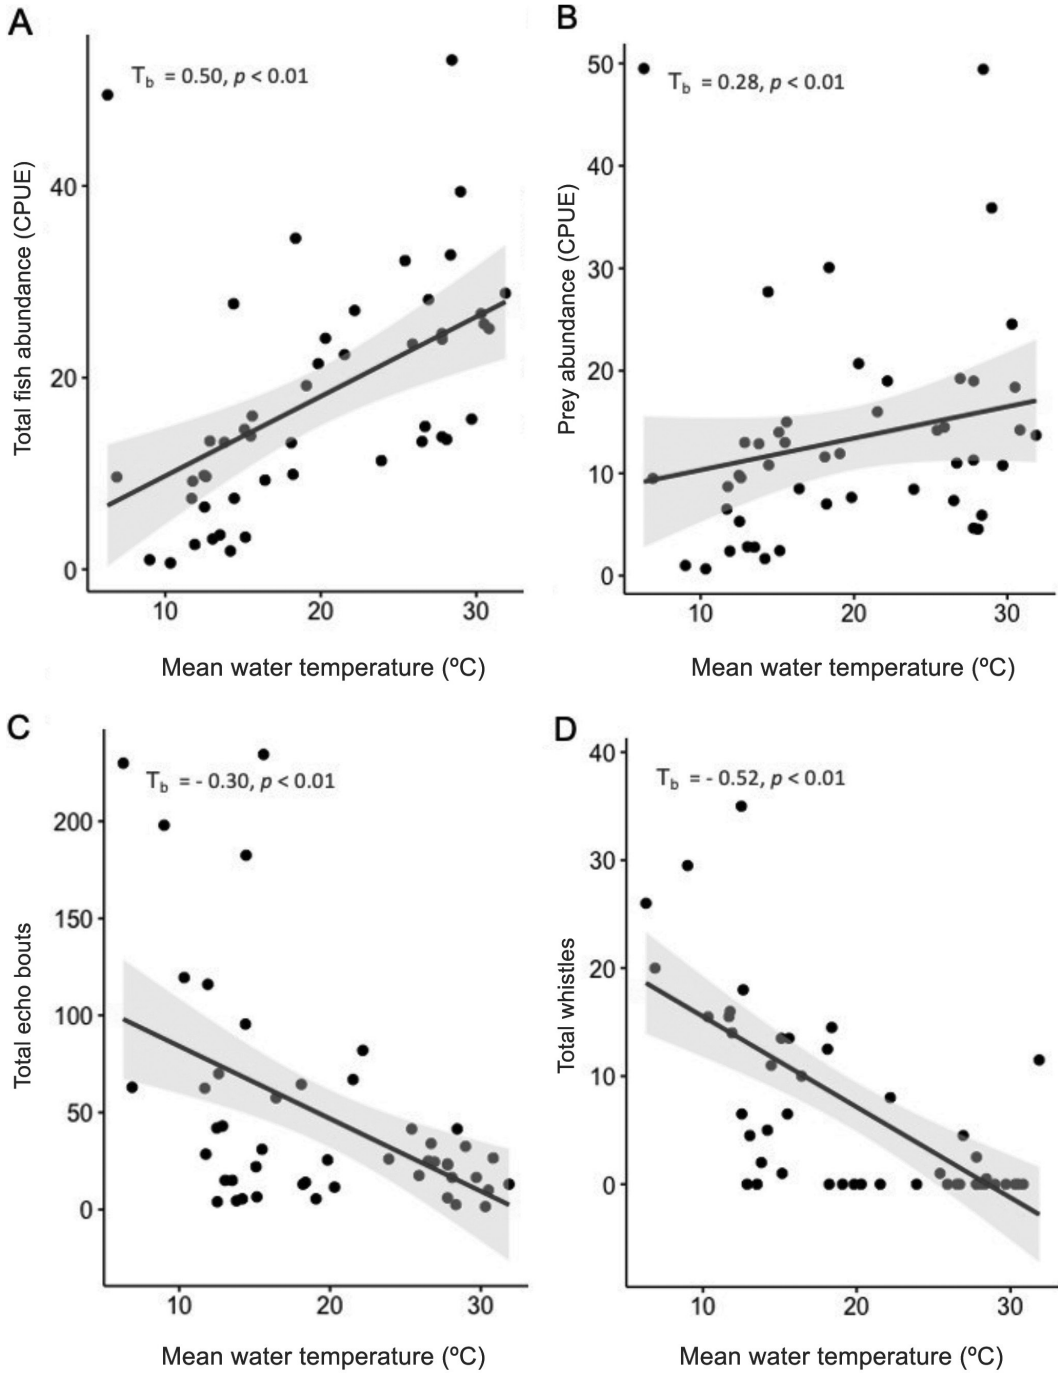 A
T_b = 0.50, p < 0.01
Total fish abundance (CPUE)
40
20
0
10 20 30
Mean water temperature (ºC)
B
T_b = 0.28, p < 0.01
Prey abundance (CPUE)
50
40
30
20
10
0
10 20 30
Mean water temperature (ºC)
C
T_b = - 0.30, p < 0.01
Total echo bouts
200
150
100
50
0
10 20 30
Mean water temperature (ºC)
D
T_b = - 0.52, p < 0.01
Total whistles
40
30
20
10
0
10 20 30
Mean water temperature (ºC)